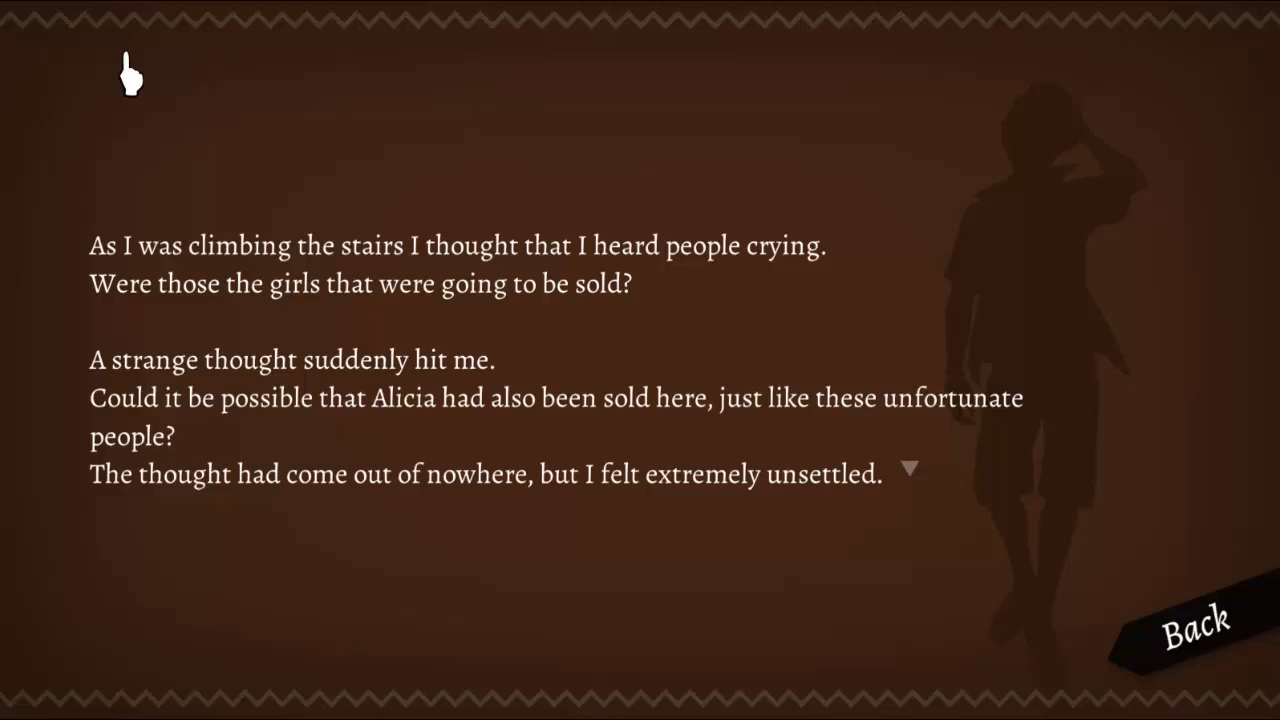 As I was climbing the stairs I thought that I heard people crying.
Were those the girls that were going to be sold?
A strange thought suddenly hit me.
Could it be possible that Alicia had also been sold here, just like these unfortunate
people?
The thought had come out of nowhere, but I felt extremely unsettled.
Back